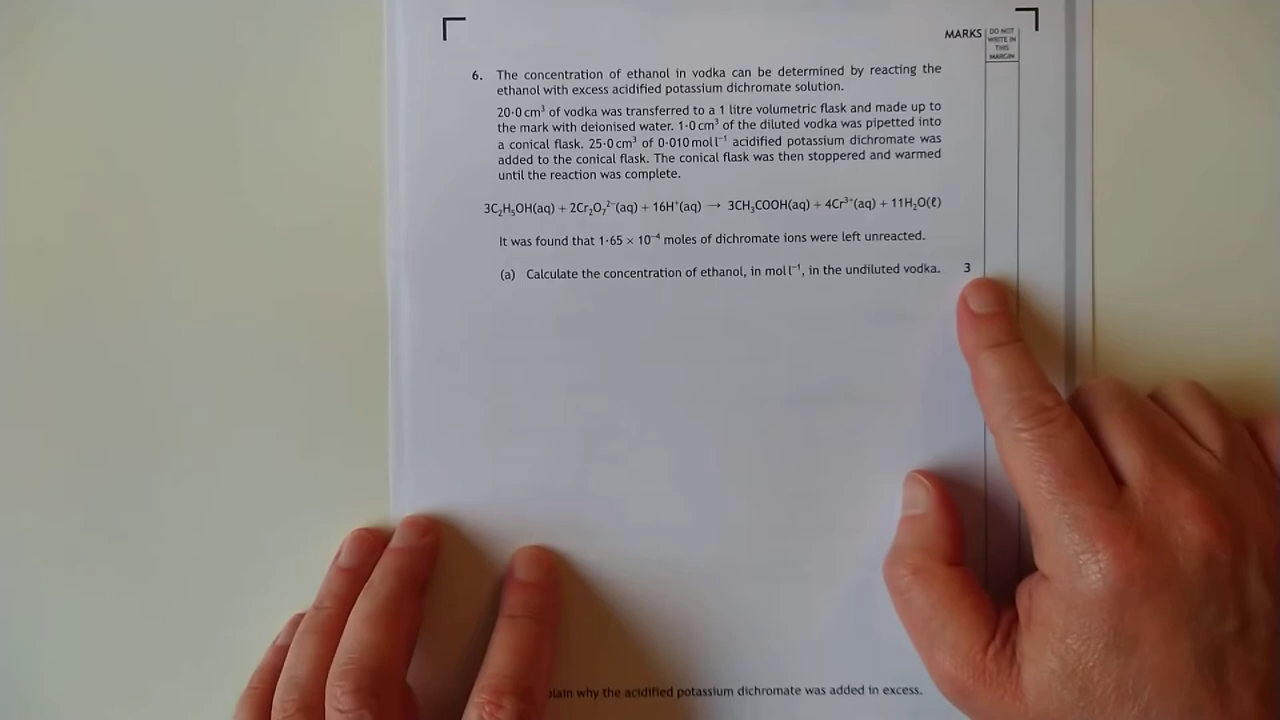 MARKS
DO NOT
WRITE IN
THIS
MARGIN
6. The concentration of ethanol in vodka can be determined by reacting the
ethanol with excess acidified potassium dichromate solution.
20·0 cm³ of vodka was transferred to a 1 litre volumetric flask and made up to
the mark with deionised water. 1·0 cm³ of the diluted vodka was pipetted into
a conical flask. 25·0 cm³ of 0·010 mol l⁻¹ acidified potassium dichromate was
added to the conical flask. The conical flask was then stoppered and warmed
until the reaction was complete.
3C₂H₅OH(aq) + 2Cr₂O₇²⁻(aq) + 16H⁺(aq) → 3CH₃COOH(aq) + 4Cr³⁺(aq) + 11H₂O(ℓ)
It was found that 1·65 × 10⁻⁴ moles of dichromate ions were left unreacted.
(a) Calculate the concentration of ethanol, in mol l⁻¹, in the undiluted vodka. 3
why the acidified potassium dichromate was added in excess.